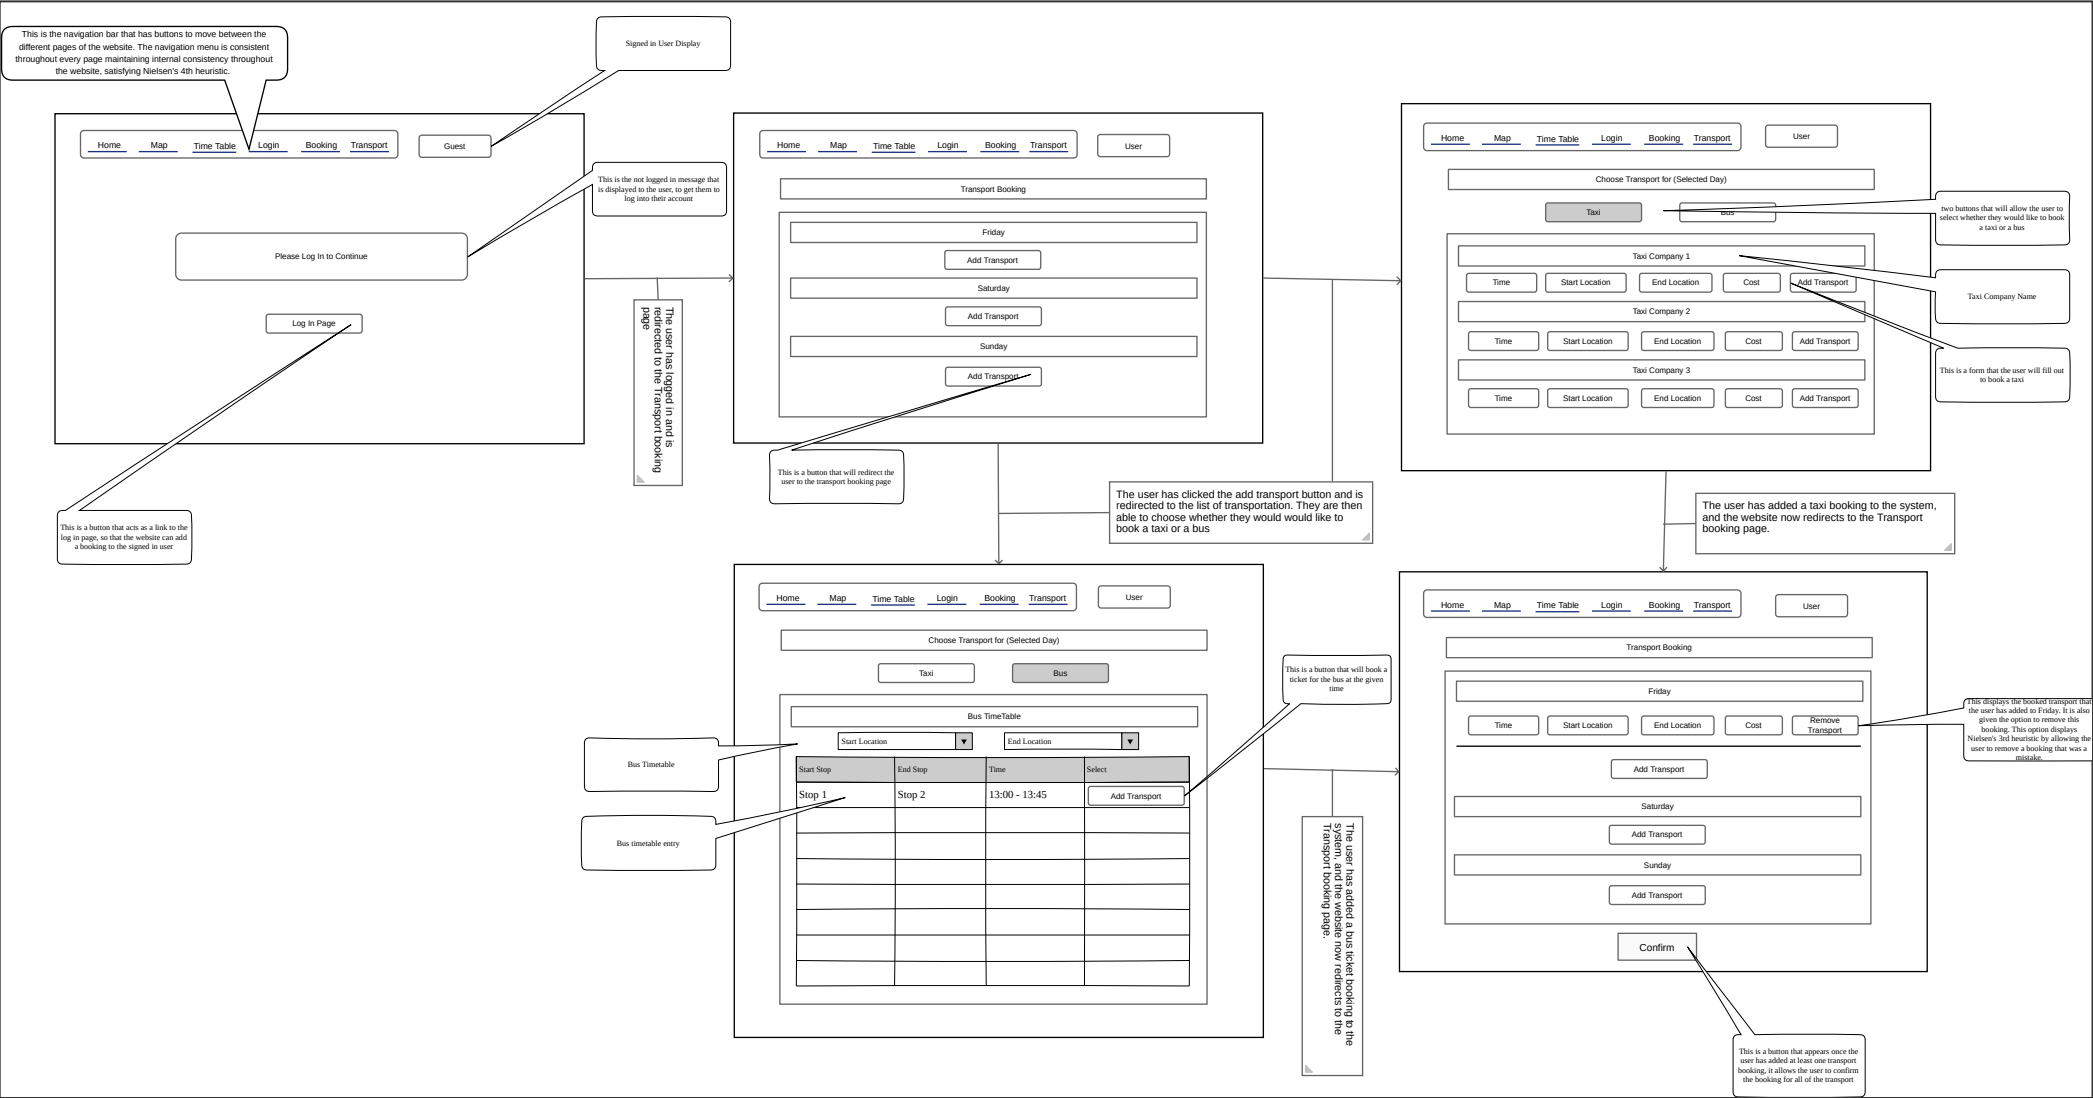 This is the navigation bar that has buttons to move between the
different pages of the website. The navigation menu is consistent
throughout every page maintaining internal consistency throughout
the website, satisfying Nielsen's 4th heuristic.
Signed in User Display
Home Map Time Table Login Booking Transport
Guest
This is the not logged in message that
is displayed to the user, to get them to
log into their account
Please Log In to Continue
Log In Page
This is a button that acts as a link to the
log in page, so that the website can add
a booking to the signed in user
The user has logged in and is
redirected to the Transport booking
page
Home Map Time Table Login Booking Transport
User
Transport Booking
Friday
Add Transport
Saturday
Add Transport
Sunday
Add Transport
This is a button that will redirect the
user to the transport booking page
The user has clicked the add transport button and is
redirected to the list of transportation. They are then
able to choose whether they would would like to
book a taxi or a bus
Home Map Time Table Login Booking Transport
User
Choose Transport for (Selected Day)
Taxi Bus
two buttons that will allow the user to
select whether they would like to book
a taxi or a bus
Taxi Company 1
Time Start Location End Location Cost Add Transport
Taxi Company 2
Time Start Location End Location Cost Add Transport
Taxi Company 3
Time Start Location End Location Cost Add Transport
Taxi Company Name
This is a form that the user will fill out
to book a taxi
The user has added a taxi booking to the system,
and the website now redirects to the Transport
booking page.
Home Map Time Table Login Booking Transport
User
Choose Transport for (Selected Day)
Taxi Bus
Bus TimeTable
Start Location End Location
Start Stop End Stop Time Select
Stop 1 Stop 2 13:00 - 13:45 Add Transport
Bus Timetable
Bus timetable entry
This is a button that will book a
ticket for the bus at the given
time
The user has added a bus ticket booking to the
system, and the website now redirects to the
Transport booking page.
Home Map Time Table Login Booking Transport
User
Transport Booking
Friday
Time Start Location End Location Cost Remove
Transport
Add Transport
Saturday
Add Transport
Sunday
Add Transport
Confirm
This displays the booked transport that
the user has added to Friday. It is also
given the option to remove this
booking. This option displays
Nielsen's 3rd heuristic by allowing the
user to remove a booking that was a
mistake.
This is a button that appears once the
user has added at least one transport
booking, it allows the user to confirm
the booking for all of the transport